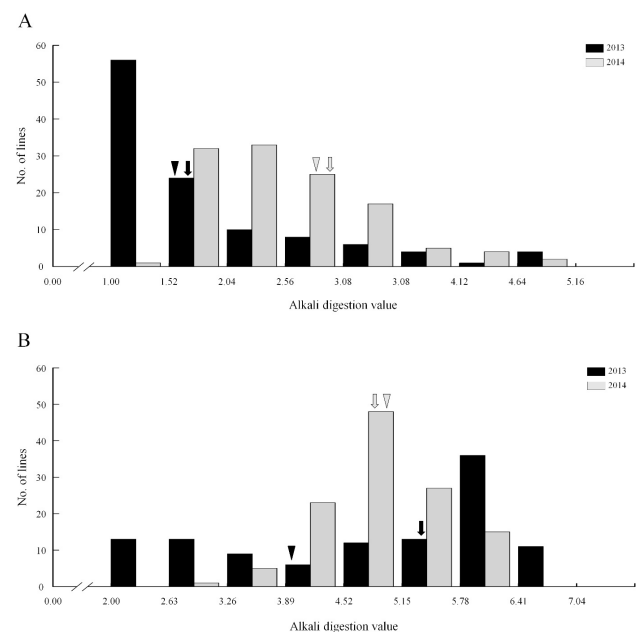 A
60
50
40
30
20
10
0
No. of lines
2013
2014
0.00 1.00 1.52 2.04 2.56 3.08 3.08 4.12 4.64 5.16
Alkali digestion value
B
60
50
40
30
20
10
0
No. of lines
2013
2014
0.00 2.00 2.63 3.26 3.89 4.52 5.15 5.78 6.41 7.04
Alkali digestion value